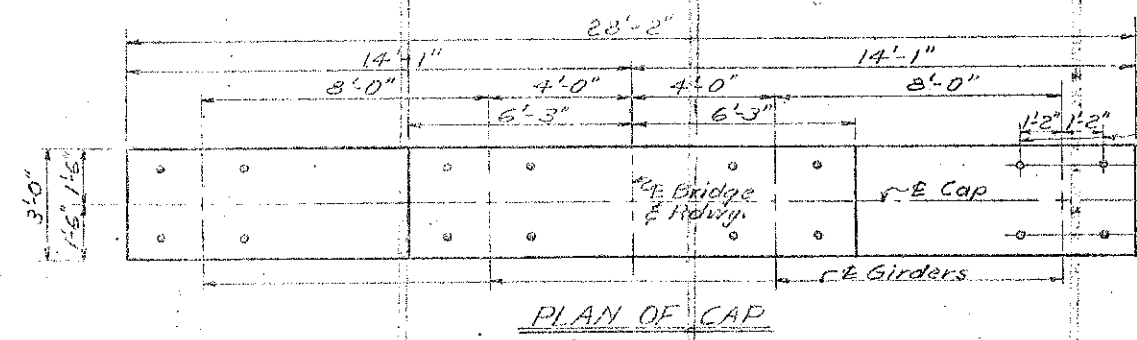 28'-2"
14'-1" 14'-1"
8'-0" 4'-0" 4'-0" 8'-0"
6'-3" 6'-3" 1'-2" 1'-2"
3'-0" 1'-6" 1'-6"
℄ Bridge
& Rdwy.
℄ Cap
℄ Girders
PLAN OF CAP